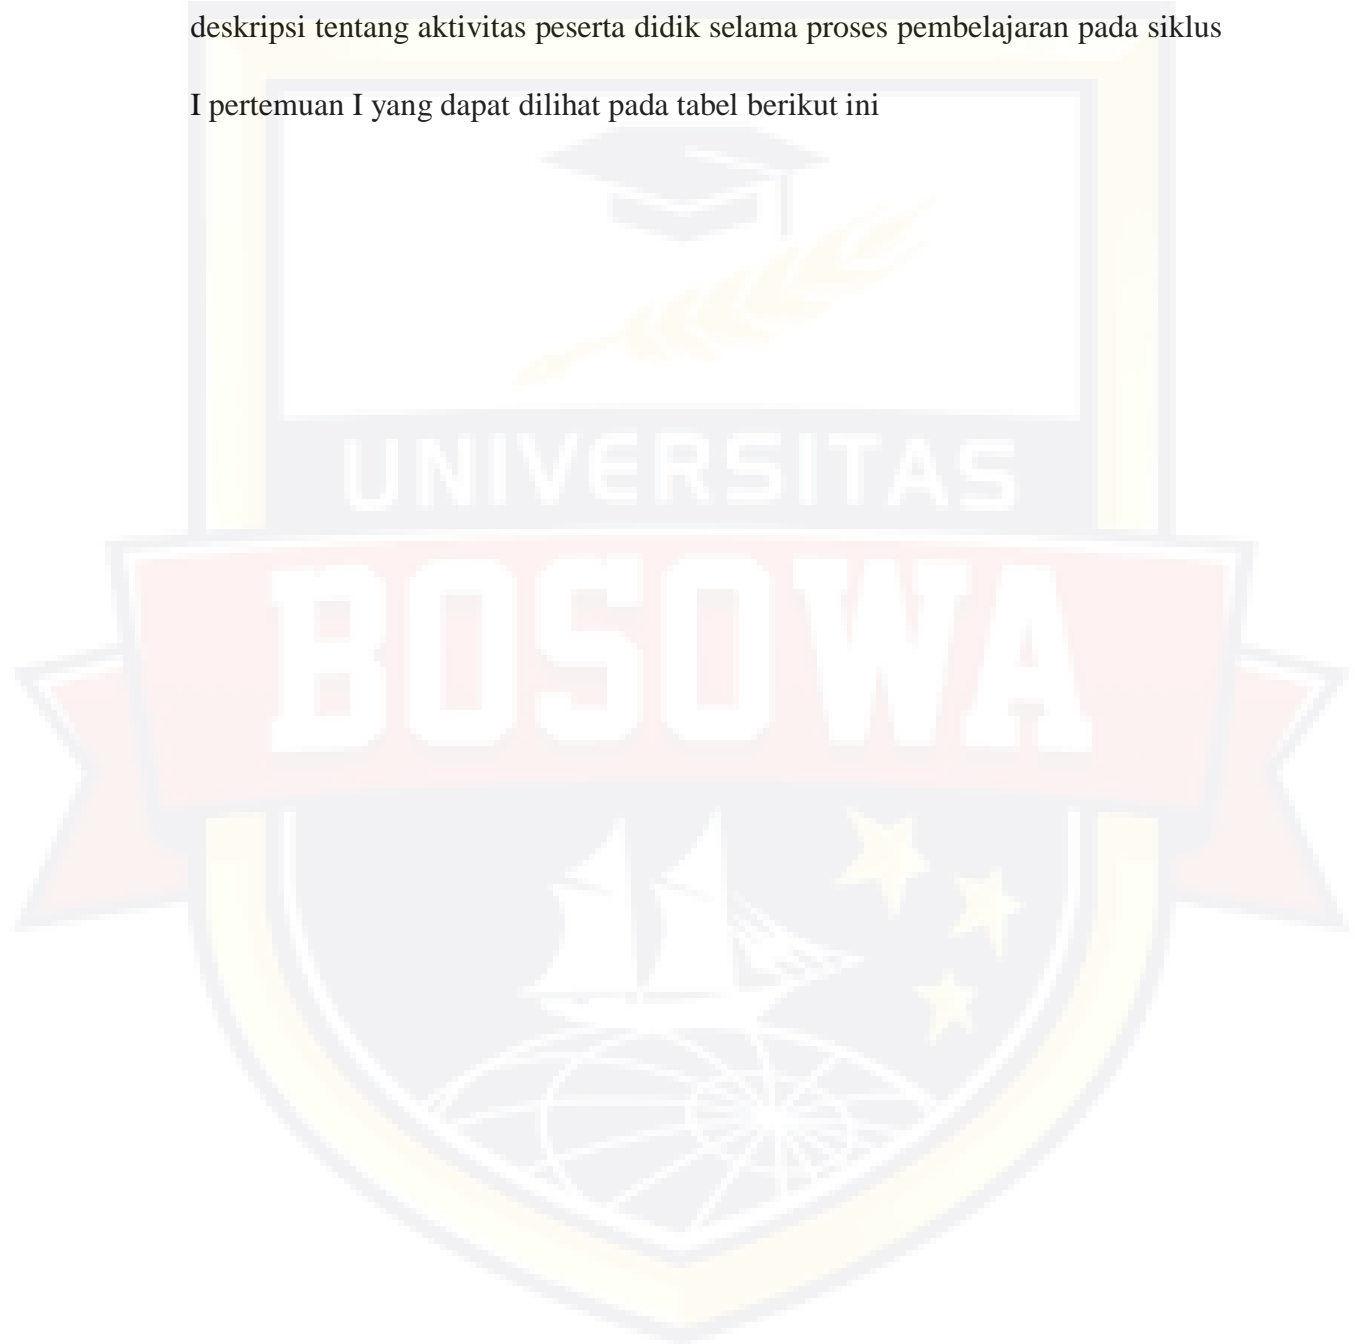 deskripsi tentang aktivitas peserta didik selama proses pembelajaran pada siklus
I pertemuan I yang dapat dilihat pada tabel berikut ini
UNIVERSITAS
BOSOWA